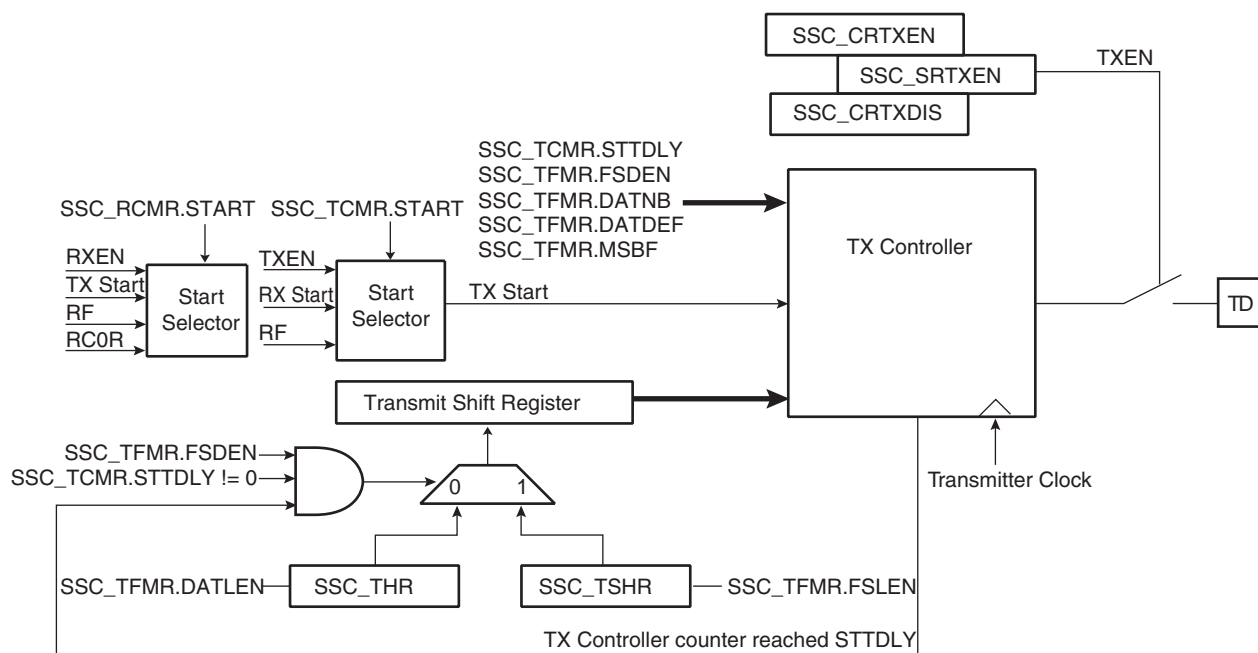 SSC_CRTXEN
SSC_SRTXEN
TXEN
SSC_CRTXDIS
SSC_TCMR.STTDLY
SSC_TFMR.FSDEN
SSC_TFMR.DATNB
SSC_TFMR.DATDEF
SSC_TFMR.MSBF
SSC_RCMR.START
SSC_TCMR.START
RXEN
TX Start
RF
RC0R
Start
Selector
TXEN
RX Start
RF
Start
Selector
TX Start
TX Controller
TD
Transmit Shift Register
SSC_TFMR.FSDEN
SSC_TCMR.STTDLY != 0
0
1
Transmitter Clock
SSC_TFMR.DATLEN
SSC_THR
SSC_TSHR
SSC_TFMR.FSLEN
TX Controller counter reached STTDLY